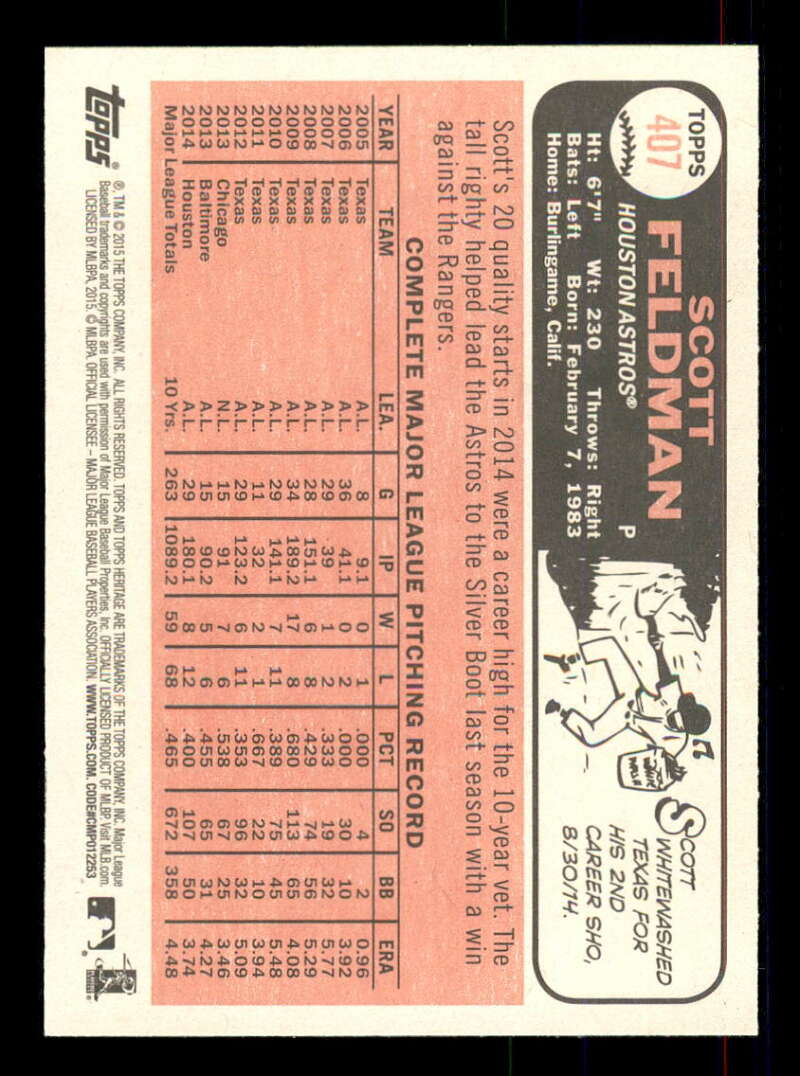 TOPPS
407
SCOTT
FELDMAN
HOUSTON ASTROS® P
Ht: 6'7" Wt: 230 Throws: Right
Bats: Left Born: February 7, 1983
Home: Burlingame, Calif.
SCOTT
WHITEWASHED
TEXAS FOR
HIS 2ND
CAREER SHO,
8/30/14.
Scott's 20 quality starts in 2014 were a career high for the 10-year vet. The
tall righty helped lead the Astros to the Silver Boot last season with a win
against the Rangers.
COMPLETE MAJOR LEAGUE PITCHING RECORD
YEAR TEAM LEA. G IP W L PCT SO BB ERA
2005 Texas A.L. 8 9.1 0 1 .000 4 2 0.96
2006 Texas A.L. 36 41.1 0 2 .000 30 10 3.92
2007 Texas A.L. 29 39 1 2 .333 19 32 5.77
2008 Texas A.L. 28 151.1 6 8 .429 74 56 5.29
2009 Texas A.L. 34 189.2 17 8 .680 113 65 4.08
2010 Texas A.L. 29 141.1 7 11 .389 75 45 5.48
2011 Texas A.L. 11 32 2 1 .667 22 10 3.94
2012 Texas A.L. 29 123.2 6 11 .353 96 32 5.09
2013 Chicago N.L. 15 91 7 6 .538 67 25 3.46
2013 Baltimore A.L. 15 90.2 5 6 .455 65 31 4.27
2014 Houston A.L. 29 180.1 8 12 .400 107 50 3.74
Major League Totals 10 Yrs. 263 1089.2 59 68 .465 672 358 4.48
topps®
®, TM & © 2015 THE TOPPS COMPANY, INC. ALL RIGHTS RESERVED. TOPPS AND TOPPS HERITAGE ARE TRADEMARKS OF THE TOPPS COMPANY, INC. Major League
Baseball trademarks and copyrights are used with permission of Major League Baseball Properties, Inc. OFFICIALLY LICENSED PRODUCT OF MLBP. Visit MLB.com.
LICENSED BY MLBPA, 2015. © MLBPA. OFFICIAL LICENSEE – MAJOR LEAGUE BASEBALL PLAYERS ASSOCIATION. WWW.TOPPS.COM. CODE#CMP012253